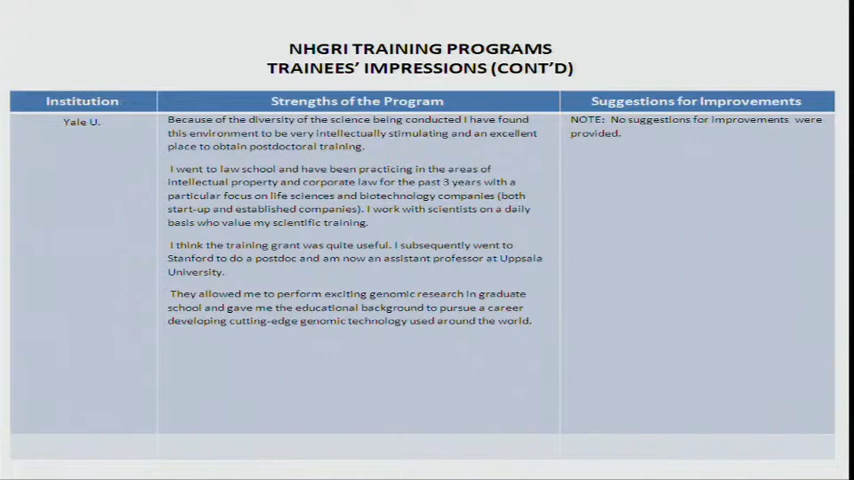 NHGRI TRAINING PROGRAMS
TRAINEES' IMPRESSIONS (CONT'D)
Institution
Strengths of the Program
Suggestions for Improvements
Yale U.
Because of the diversity of the science being conducted I have found
this environment to be very intellectually stimulating and an excellent
place to obtain postdoctoral training.
I went to law school and have been practicing in the areas of
intellectual property and corporate law for the past 3 years with a
particular focus on life sciences and biotechnology companies (both
start-up and established companies). I work with scientists on a daily
basis who value my scientific training.
I think the training grant was quite useful. I subsequently went to
Stanford to do a postdoc and am now an assistant professor at Uppsala
University.
They allowed me to perform exciting genomic research in graduate
school and gave me the educational background to pursue a career
developing cutting-edge genomic technology used around the world.
NOTE: No suggestions for improvements were
provided.